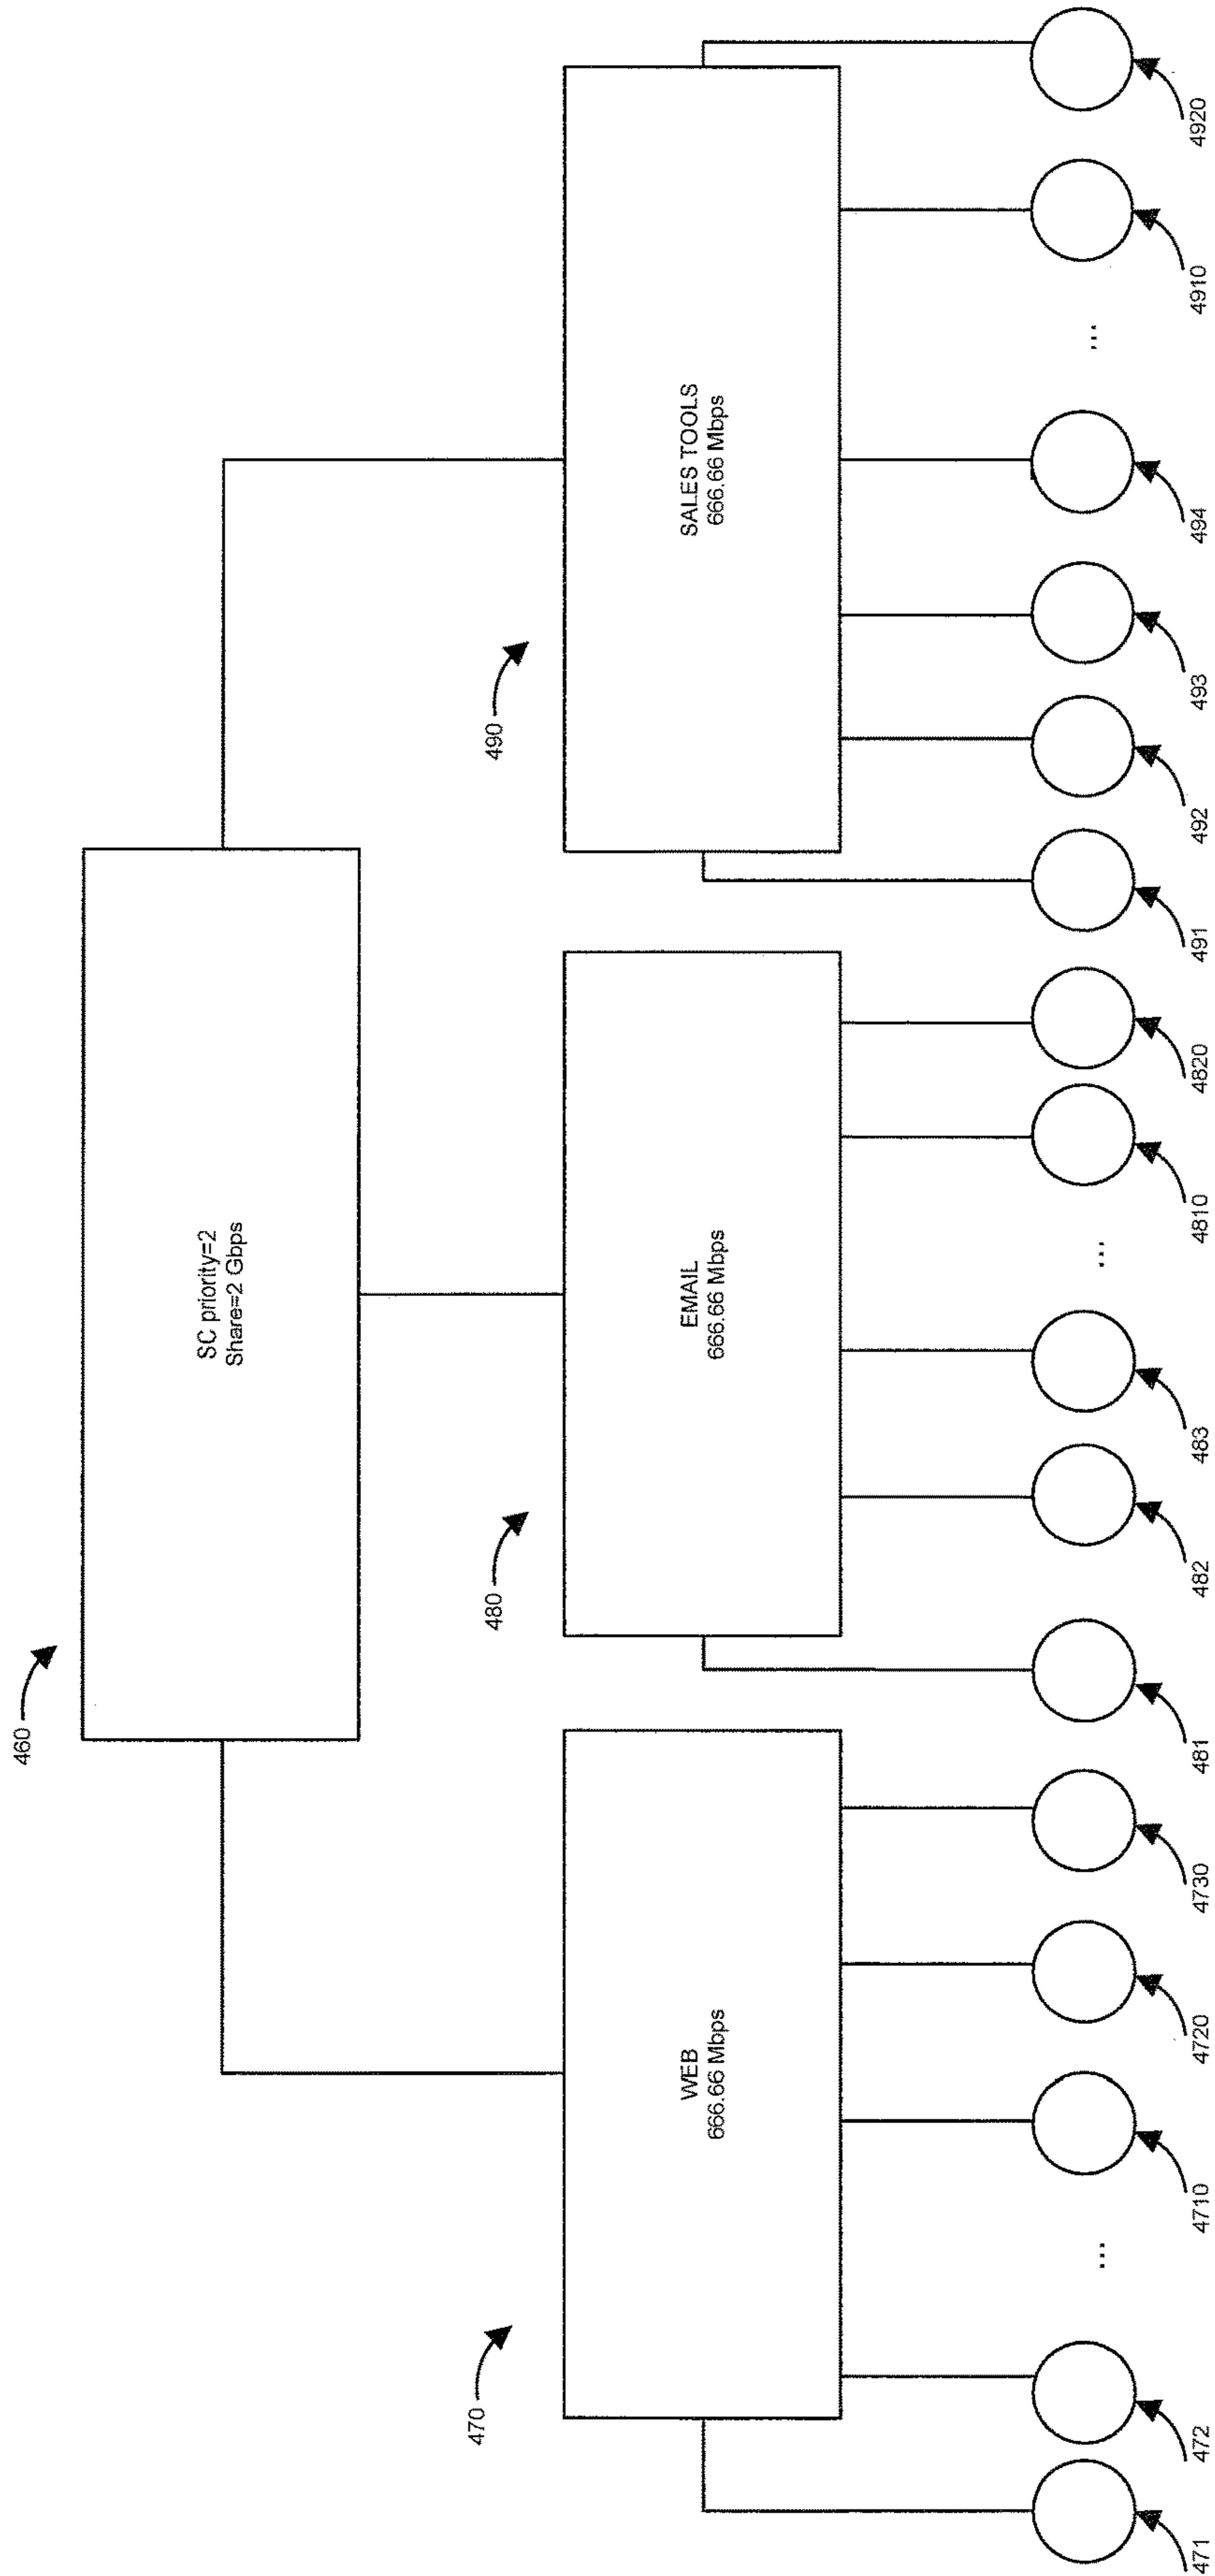 460
SC priority=2
Share=2 Gbps
470
480
490
WEB
666.66 Mbps
EMAIL
666.66 Mbps
SALES TOOLS
666.66 Mbps
...
...
...
471
472
4710
4720
4730
481
482
483
4810
4820
491
492
493
494
4910
4920